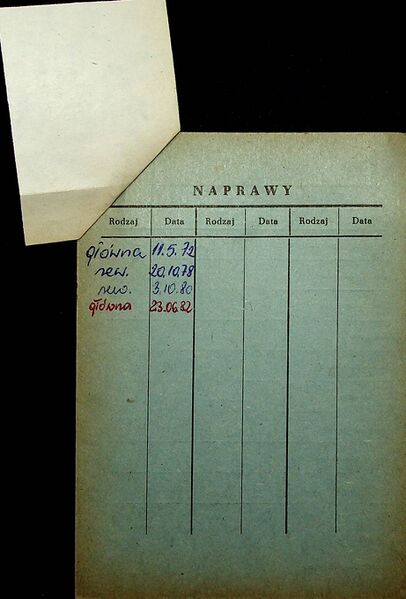 NAPRAWY
Rodzaj Data Rodzaj Data Rodzaj Data
główna 11.5.72
rew. 20.10.78
rew. 3.10.80
główna 23.06.82